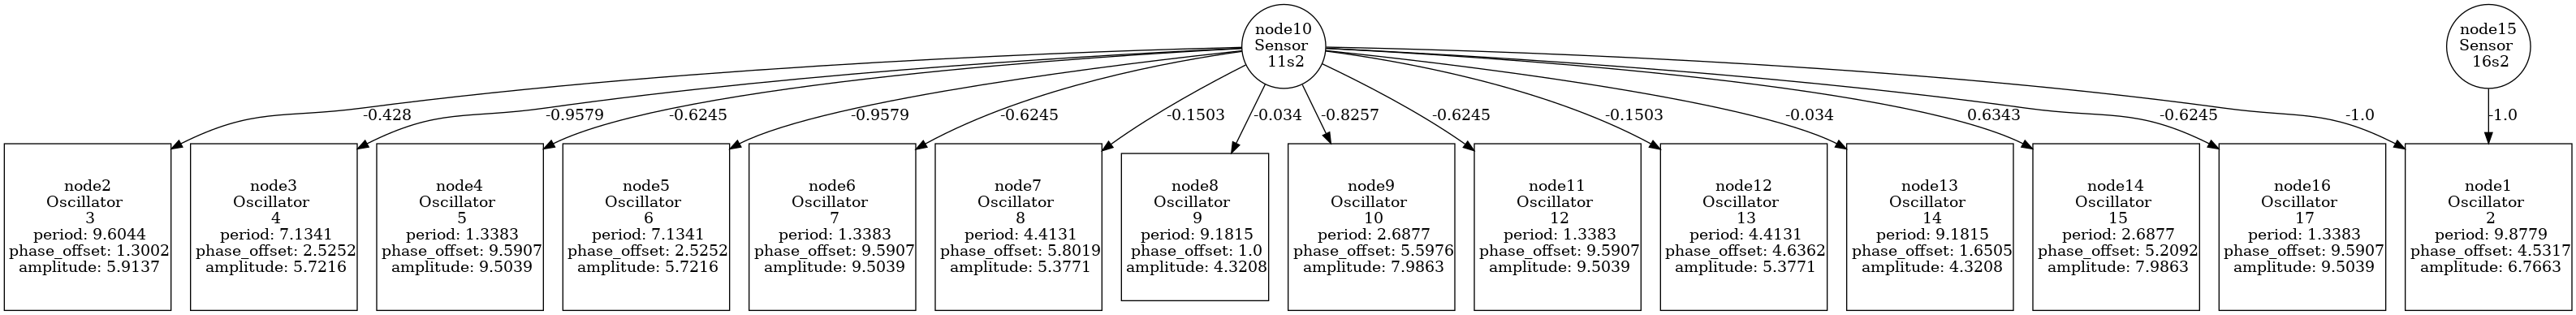 node10
Sensor
11s2
node15
Sensor
16s2
-0.428
-0.9579
-0.6245
-0.9579
-0.6245
-0.1503
-0.034
-0.8257
-0.6245
-0.1503
-0.034
0.6343
-0.6245
-1.0
-1.0
node2
Oscillator
3
period: 9.6044
phase_offset: 1.3002
amplitude: 5.9137
node3
Oscillator
4
period: 7.1341
phase_offset: 2.5252
amplitude: 5.7216
node4
Oscillator
5
period: 1.3383
phase_offset: 9.5907
amplitude: 9.5039
node5
Oscillator
6
period: 7.1341
phase_offset: 2.5252
amplitude: 5.7216
node6
Oscillator
7
period: 1.3383
phase_offset: 9.5907
amplitude: 9.5039
node7
Oscillator
8
period: 4.4131
phase_offset: 5.8019
amplitude: 5.3771
node8
Oscillator
9
period: 9.1815
phase_offset: 1.0
amplitude: 4.3208
node9
Oscillator
10
period: 2.6877
phase_offset: 5.5976
amplitude: 7.9863
node11
Oscillator
12
period: 1.3383
phase_offset: 9.5907
amplitude: 9.5039
node12
Oscillator
13
period: 4.4131
phase_offset: 4.6362
amplitude: 5.3771
node13
Oscillator
14
period: 9.1815
phase_offset: 1.6505
amplitude: 4.3208
node14
Oscillator
15
period: 2.6877
phase_offset: 5.2092
amplitude: 7.9863
node16
Oscillator
17
period: 1.3383
phase_offset: 9.5907
amplitude: 9.5039
node1
Oscillator
2
period: 9.8779
phase_offset: 4.5317
amplitude: 6.7663